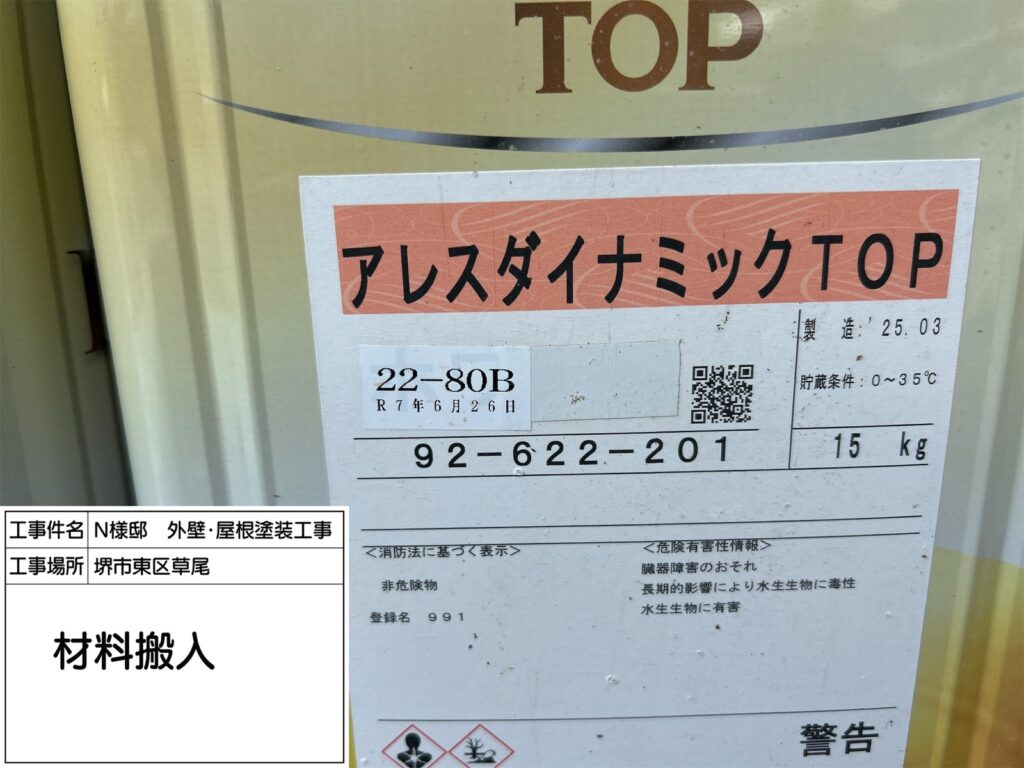 TOP
アレスダイナミックTOP
製 造:'25.03
22-80B
R7年6月26日
貯蔵条件:0～35℃
92-622-201
15 kg
<消防法に基づく表示>
非危険物
登録名 991
<危険有害性情報>
臓器障害のおそれ
長期的影響により水生生物に毒性
水生生物に有害
警告
工事件名 N様邸 外壁・屋根塗装工事
工事場所 堺市東区草尾
材料搬入